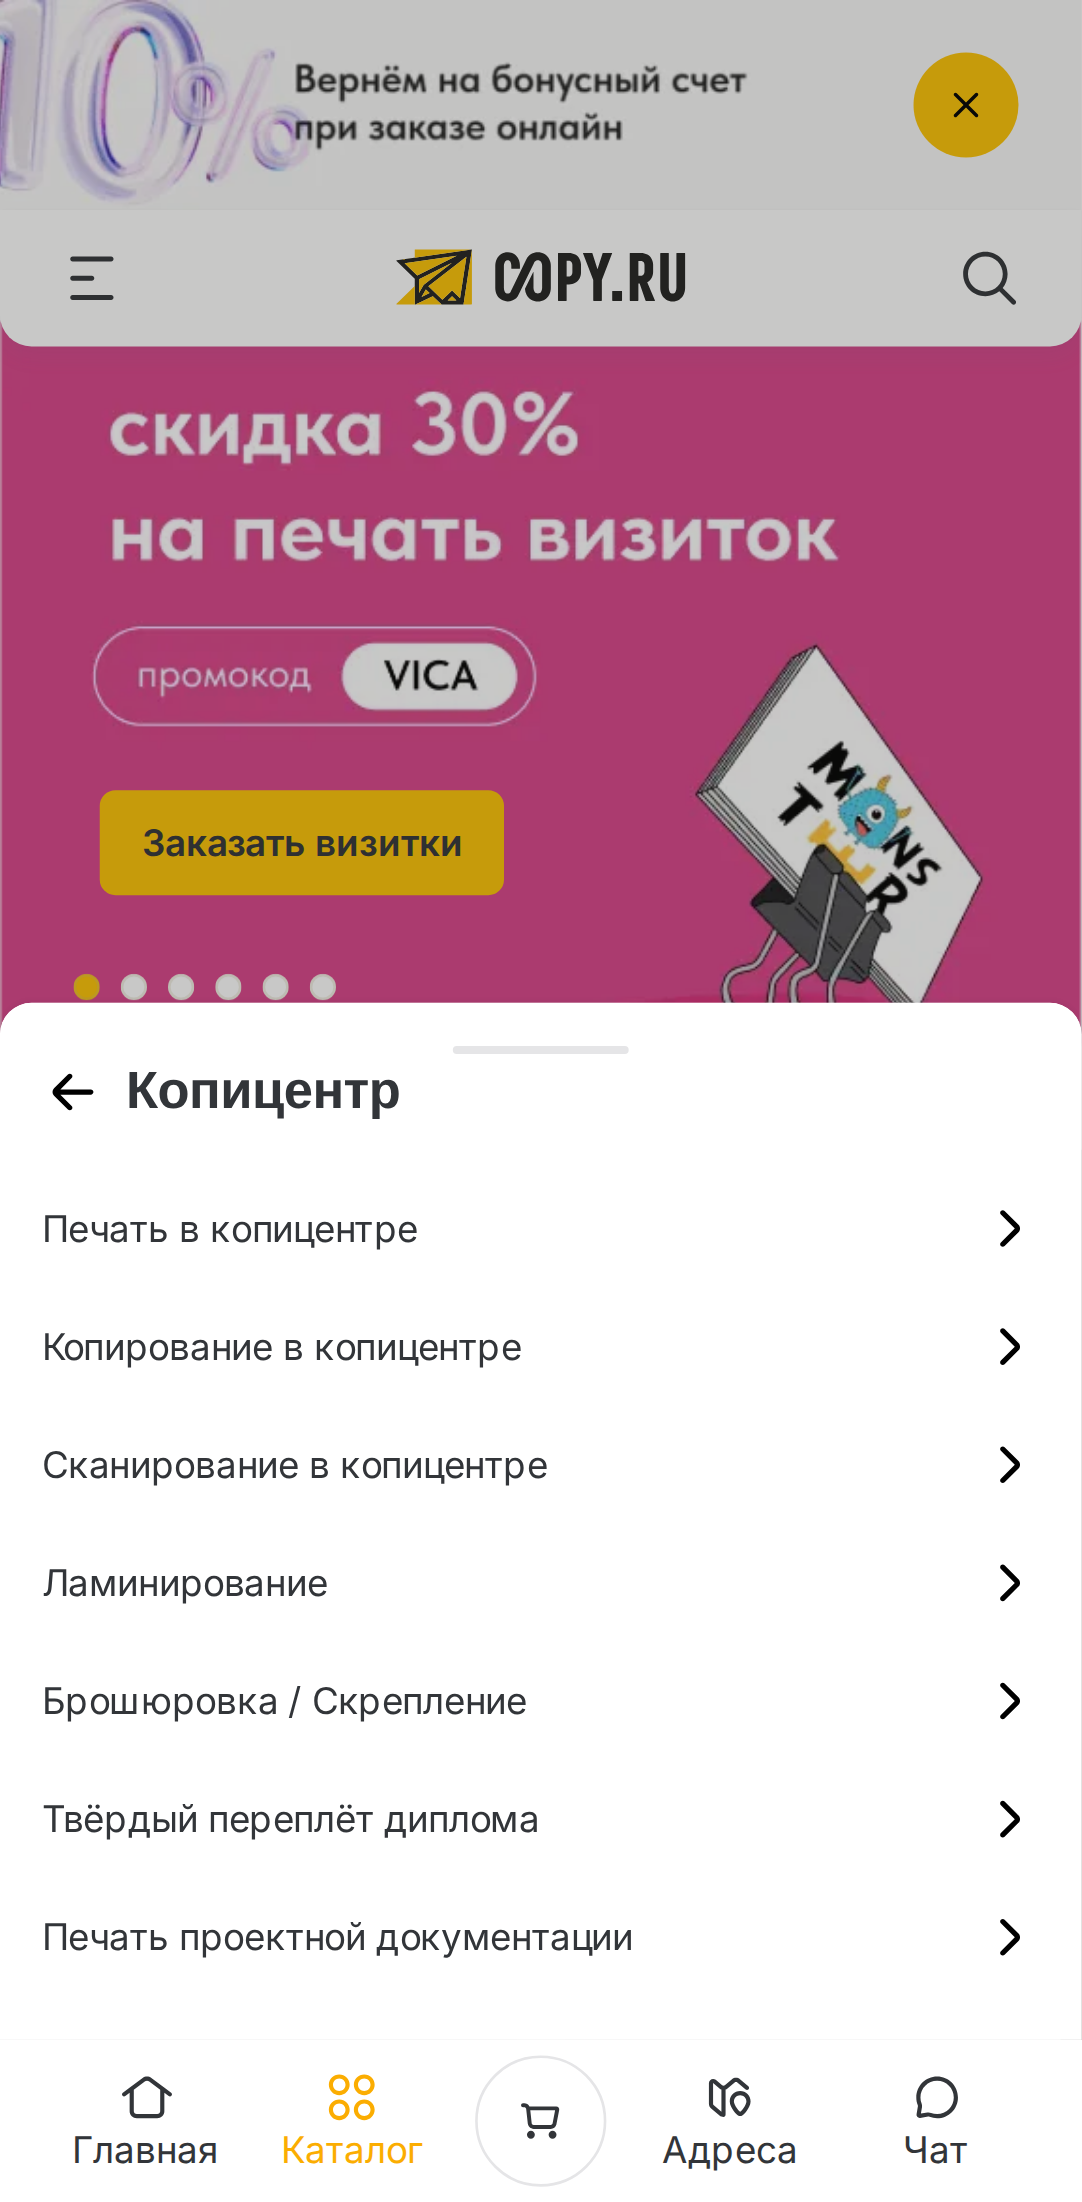 10%
Вернём на бонусный счет
при заказе онлайн
COPY.RU
скидка 30%
на печать визиток
промокод VICA
MONS
TER
Заказать визитки
Копицентр
Печать в копицентре
Копирование в копицентре
Сканирование в копицентре
Ламинирование
Брошюровка / Скрепление
Твёрдый переплёт диплома
Печать проектной документации
Главная
Каталог
Адреса
Чат